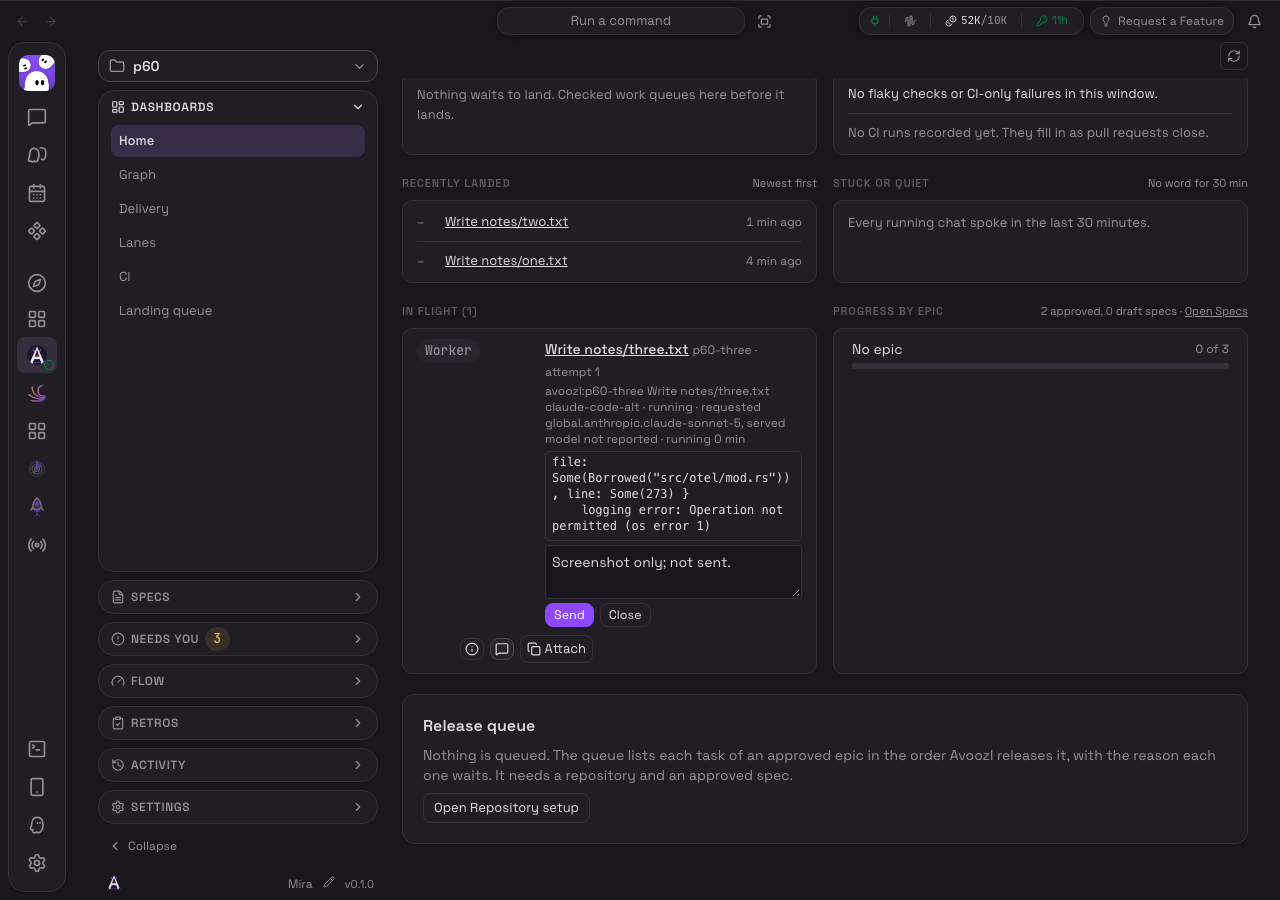 Run a command
52K/10K
11h
Request a Feature
p60
DASHBOARDS
Home
Graph
Delivery
Lanes
CI
Landing queue
SPECS
NEEDS YOU 3
FLOW
RETROS
ACTIVITY
SETTINGS
Collapse
A
Mira
v0.1.0
Nothing waits to land. Checked work queues here before it
lands.
No flaky checks or CI-only failures in this window.
No CI runs recorded yet. They fill in as pull requests close.
RECENTLY LANDED
Newest first
– Write notes/two.txt 1 min ago
– Write notes/one.txt 4 min ago
STUCK OR QUIET
No word for 30 min
Every running chat spoke in the last 30 minutes.
IN FLIGHT (1)
Worker
Write notes/three.txt p60-three ·
attempt 1
avoozl:p60-three Write notes/three.txt
claude-code-alt · running · requested
global.anthropic.claude-sonnet-5, served
model not reported · running 0 min
file:
Some(Borrowed("src/otel/mod.rs"))
, line: Some(273) }
logging error: Operation not
permitted (os error 1)
Screenshot only; not sent.
Send
Close
Attach
PROGRESS BY EPIC
2 approved, 0 draft specs · Open Specs
No epic
0 of 3
Release queue
Nothing is queued. The queue lists each task of an approved epic in the order Avoozl releases it, with the reason each
one waits. It needs a repository and an approved spec.
Open Repository setup